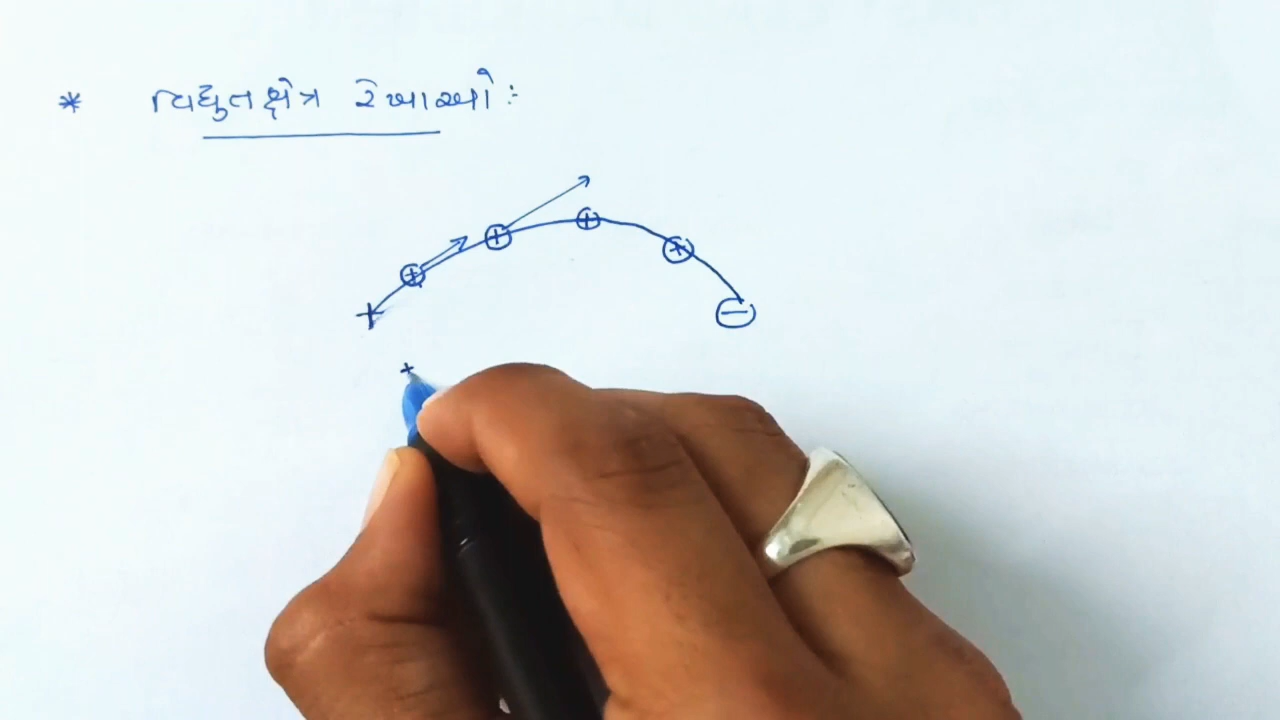 * વિદ્યુતક્ષેત્ર રેખાઓ :-
+ + + + + −
+